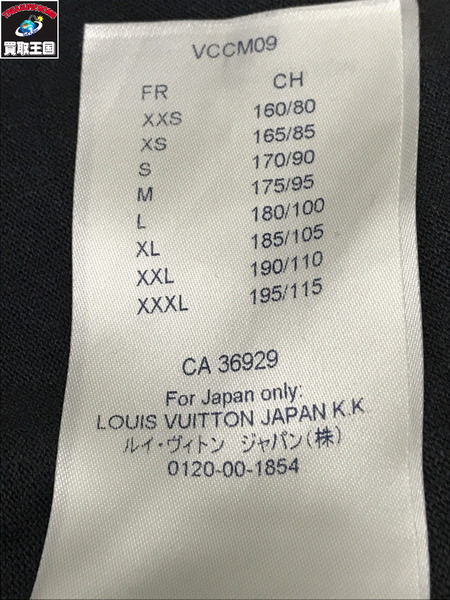 TREASURE KING
買取王国
VCCM09
FR CH
XXS 160/80
XS 165/85
S 170/90
M 175/95
L 180/100
XL 185/105
XXL 190/110
XXXL 195/115
CA 36929
For Japan only:
LOUIS VUITTON JAPAN K.K
ルイ・ヴィトン ジャパン(株)
0120-00-1854